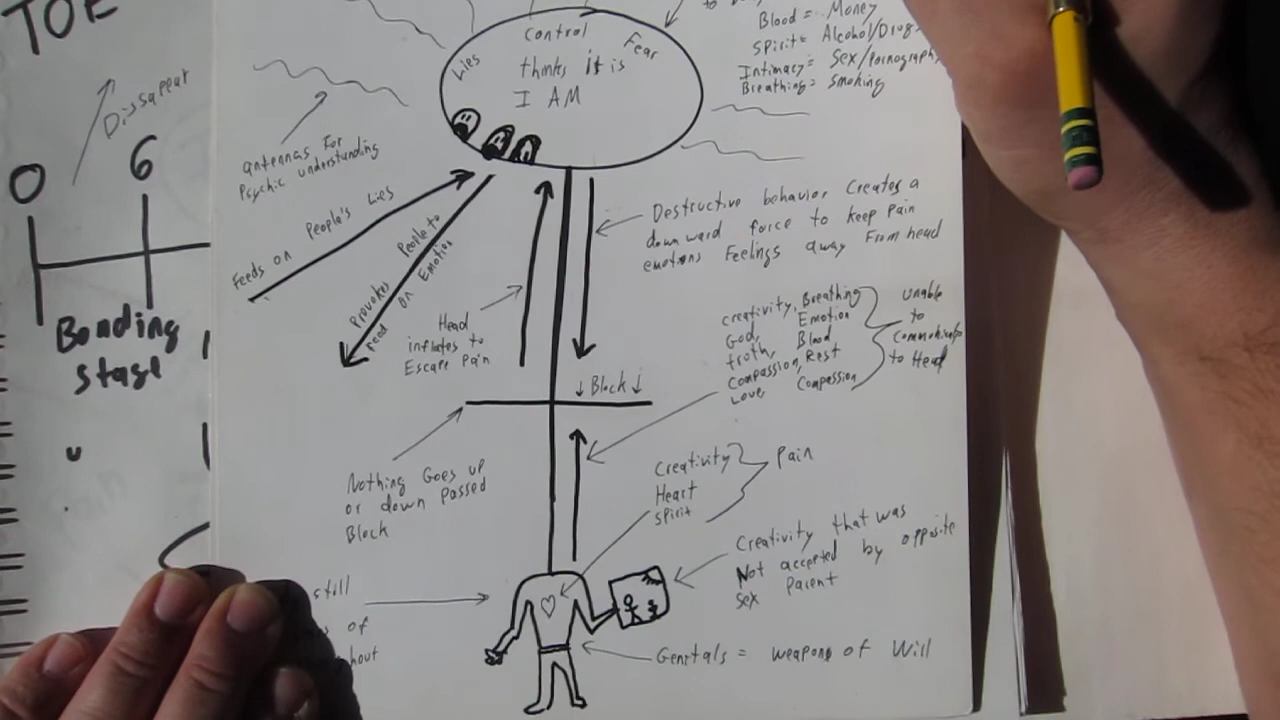 TOE
Dissapear
0
6
Bonding
stage
Control
Lies
Fear
thinks it is
I AM
Blood = Money
Spirit = Alcohol/Drugs
Intimacy = Sex/Pornography
Breathing = Smoking
antennas For
Psychic understanding
Feeds on People's Lies
Provokes People to
Feed on Emotion
Head
inflates to
Escape Pain
Destructive behavior Creates a
downward force to keep Pain
emotions Feelings away From head
creativity, Breathing
God, Emotion
truth, Blood
Compassion, Rest
Love, Compassion
unable
to
Communicate
to Head
↓ Block ↓
Nothing Goes up
or down Passed
Block
Creativity
Heart
Spirit
Pain
Creativity that was
Not accepted by opposite
Sex Parent
still
of
Genitals = weapons of Will